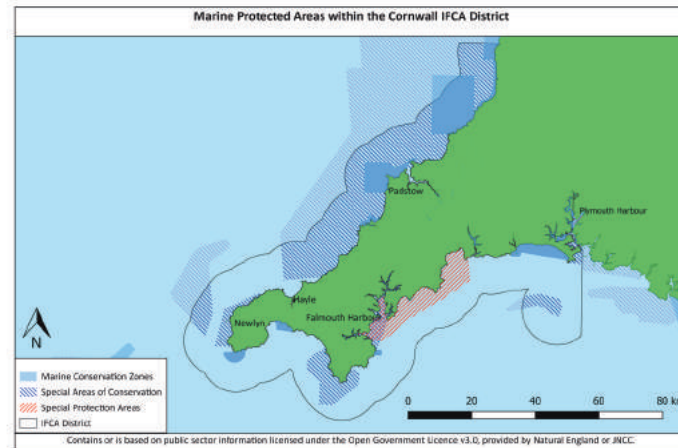 Marine Protected Areas within the Cornwall IFCA District
Padstow
Plymouth Harbour
Hayle
Newlyn
Falmouth Harbour
N
Marine Conservation Zones
Special Areas of Conservation
Special Protection Areas
IFCA District
0 20 40 60 80 km
Contains or is based on public sector information licensed under the Open Government Licence v3.0, provided by Natural England or JNCC.